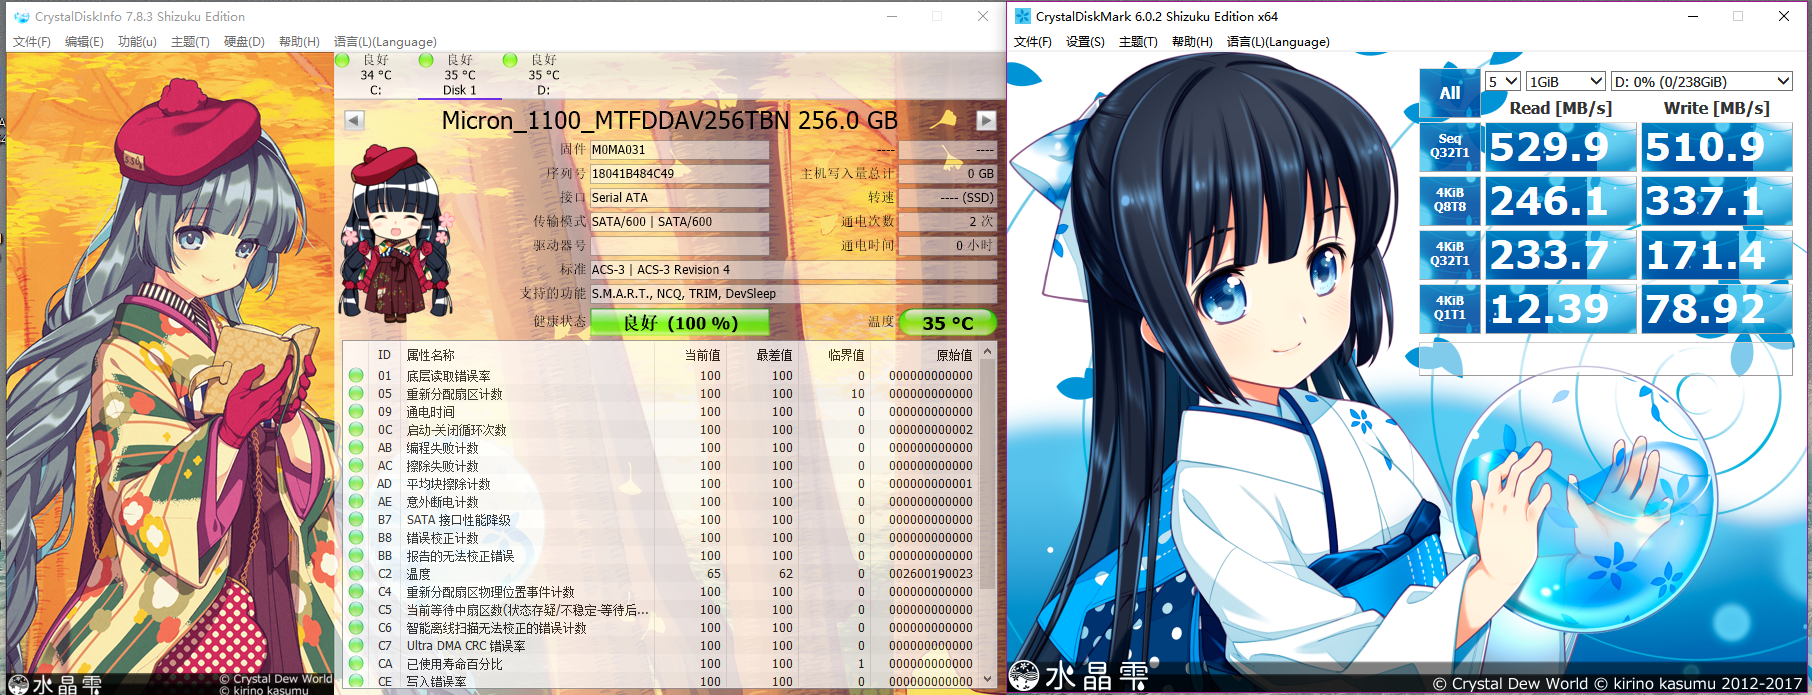 CrystalDiskInfo 7.8.3 Shizuku Edition
文件(F) 编辑(E) 功能(u) 主题(T) 硬盘(D) 帮助(H) 语言(L)(Language)
良好 良好 良好
34 °C 35 °C 35 °C
C: Disk 1 D:
Micron_1100_MTFDDAV256TBN 256.0 GB
固件 M0MA031 ---- ----
序列号 18041B484C49 主机写入量总计 0 GB
接口 Serial ATA 转速 ---- (SSD)
传输模式 SATA/600 | SATA/600 通电次数 2 次
驱动器号 通电时间 0 小时
标准 ACS-3 | ACS-3 Revision 4
支持的功能 S.M.A.R.T., NCQ, TRIM, DevSleep
健康状态 良好 (100 %) 温度 35 °C
ID 属性名称 当前值 最差值 临界值 原始值
01 底层读取错误率 100 100 0 000000000000
05 重新分配扇区计数 100 100 10 000000000000
09 通电时间 100 100 0 000000000000
0C 启动-关闭循环次数 100 100 0 000000000002
AB 编程失败计数 100 100 0 000000000000
AC 擦除失败计数 100 100 0 000000000000
AD 平均块擦除计数 100 100 0 000000000001
AE 意外断电计数 100 100 0 000000000000
B7 SATA 接口性能降级 100 100 0 000000000000
B8 错误校正计数 100 100 0 000000000000
BB 报告的无法校正错误 100 100 0 000000000000
C2 温度 65 62 0 002600190023
C4 重新分配扇区物理位置事件计数 100 100 0 000000000000
C5 当前等待中扇区数(状态存疑/不稳定-等待后... 100 100 0 000000000000
C6 智能离线扫描无法校正的错误计数 100 100 0 000000000000
C7 Ultra DMA CRC 错误率 100 100 0 000000000000
CA 已使用寿命百分比 100 100 1 000000000000
CE 写入错误率 100 100 0 000000000000
水晶雫
© Crystal Dew World
© kirino kasumu
CrystalDiskMark 6.0.2 Shizuku Edition x64
文件(F) 设置(S) 主题(T) 帮助(H) 语言(L)(Language)
All 5 1GiB D: 0% (0/238GiB)
Read [MB/s] Write [MB/s]
Seq Q32T1 529.9 510.9
4KiB Q8T8 246.1 337.1
4KiB Q32T1 233.7 171.4
4KiB Q1T1 12.39 78.92
水晶雫
© Crystal Dew World © kirino kasumu 2012-2017